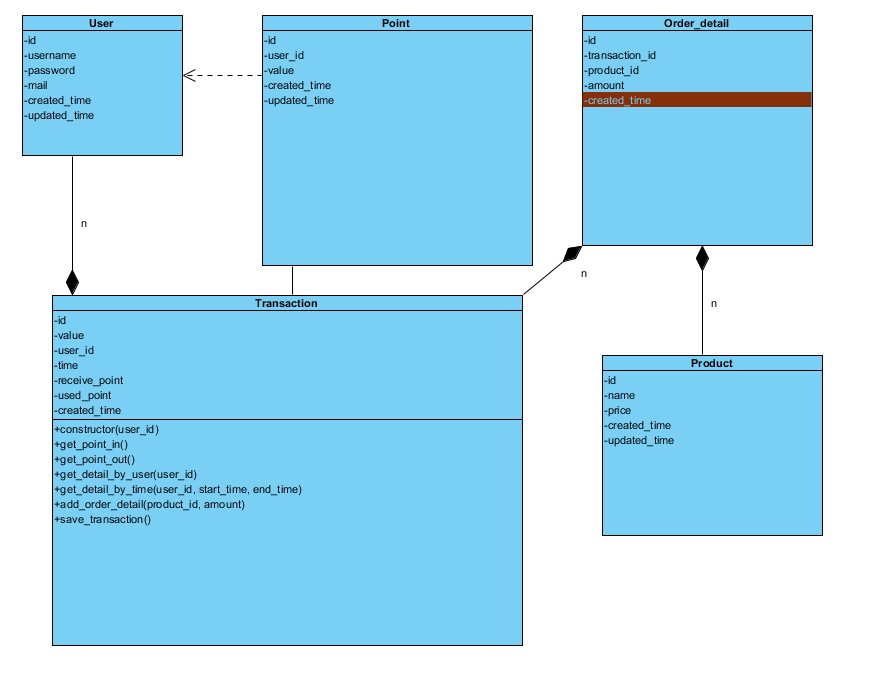 User
-id
-username
-password
-mail
-created_time
-updated_time
Point
-id
-user_id
-value
-created_time
-updated_time
Order_detail
-id
-transaction_id
-product_id
-amount
-created_time
n
n
n
Transaction
-id
-value
-user_id
-time
-receive_point
-used_point
-created_time
+constructor(user_id)
+get_point_in()
+get_point_out()
+get_detail_by_user(user_id)
+get_detail_by_time(user_id, start_time, end_time)
+add_order_detail(product_id, amount)
+save_transaction()
Product
-id
-name
-price
-created_time
-updated_time